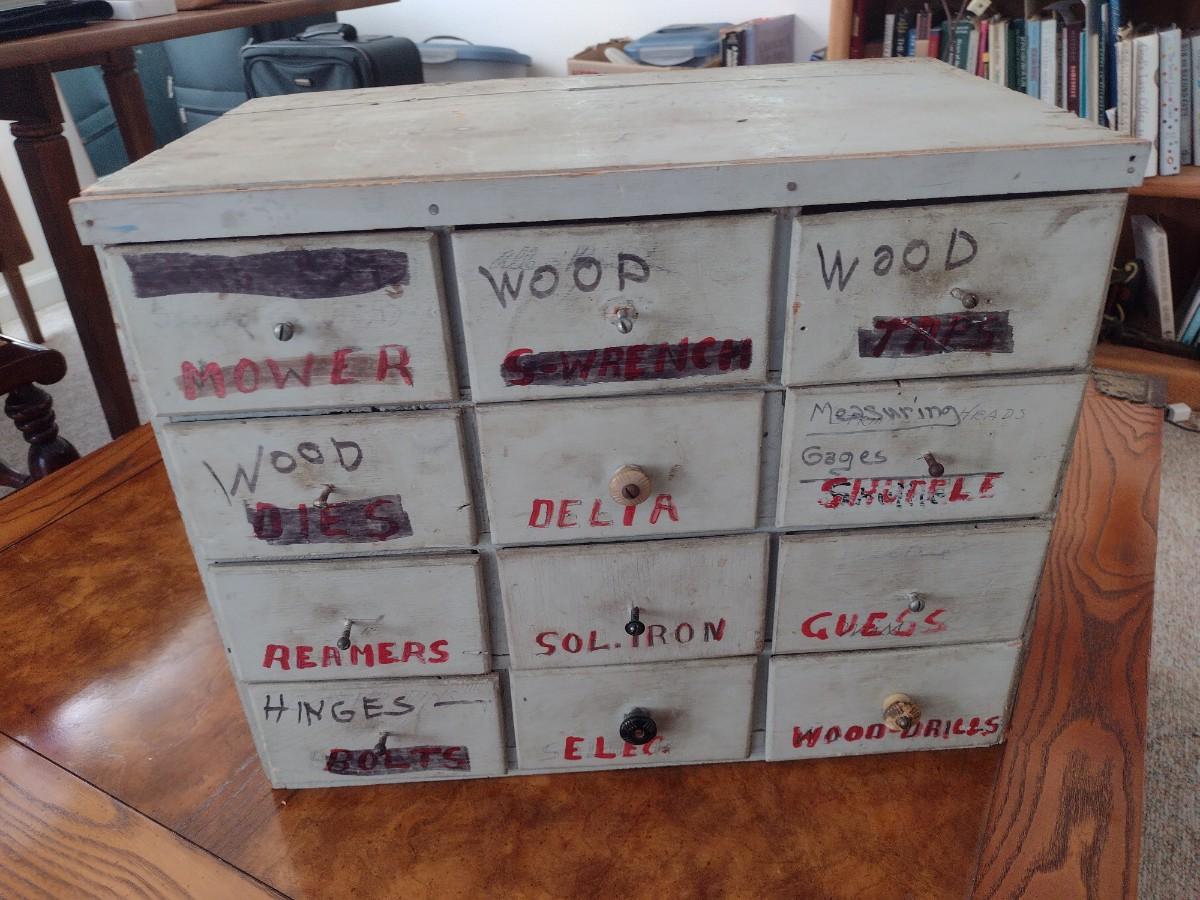 MOWER
WOOD
S-WRENCH
WOOD
TAPS
WOOD
DIES
DELTA
Measuring HEADS
Gages
REAMERS
SOL. IRON
GUESS
HINGES —
BOLTS
ELEC.
WOOD-DRILLS